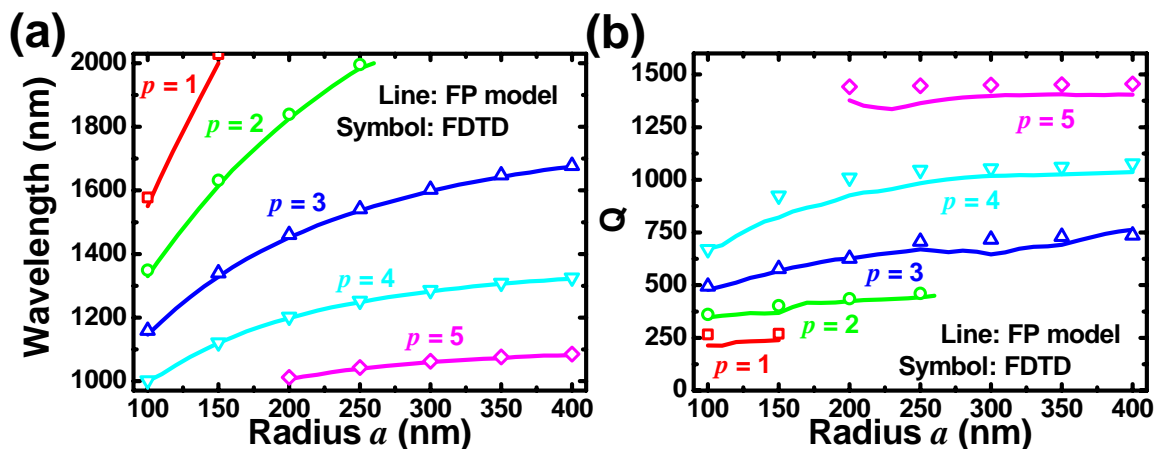 (a)
Wavelength (nm)
2000
1800
1600
1400
1200
1000
p = 1
p = 2
Line: FP model
Symbol: FDTD
p = 3
p = 4
p = 5
100 150 200 250 300 350 400
Radius a (nm)
(b)
Q
1500
1250
1000
750
500
250
0
p = 5
p = 4
p = 3
p = 2
p = 1
Line: FP model
Symbol: FDTD
100 150 200 250 300 350 400
Radius a (nm)